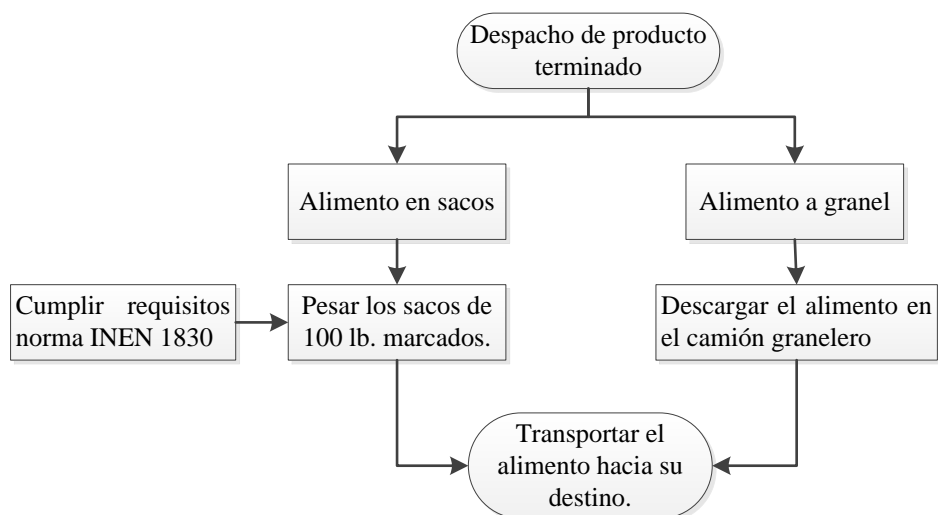 Despacho de producto
terminado
Alimento en sacos
Alimento a granel
Cumplir requisitos
norma INEN 1830
Pesar los sacos de
100 lb. marcados.
Descargar el alimento en
el camión granelero
Transportar el
alimento hacia su
destino.